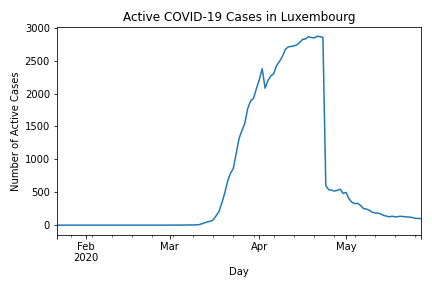 Active COVID-19 Cases in Luxembourg
Number of Active Cases
3000
2500
2000
1500
1000
500
0
Feb
2020
Mar
Apr
May
Day